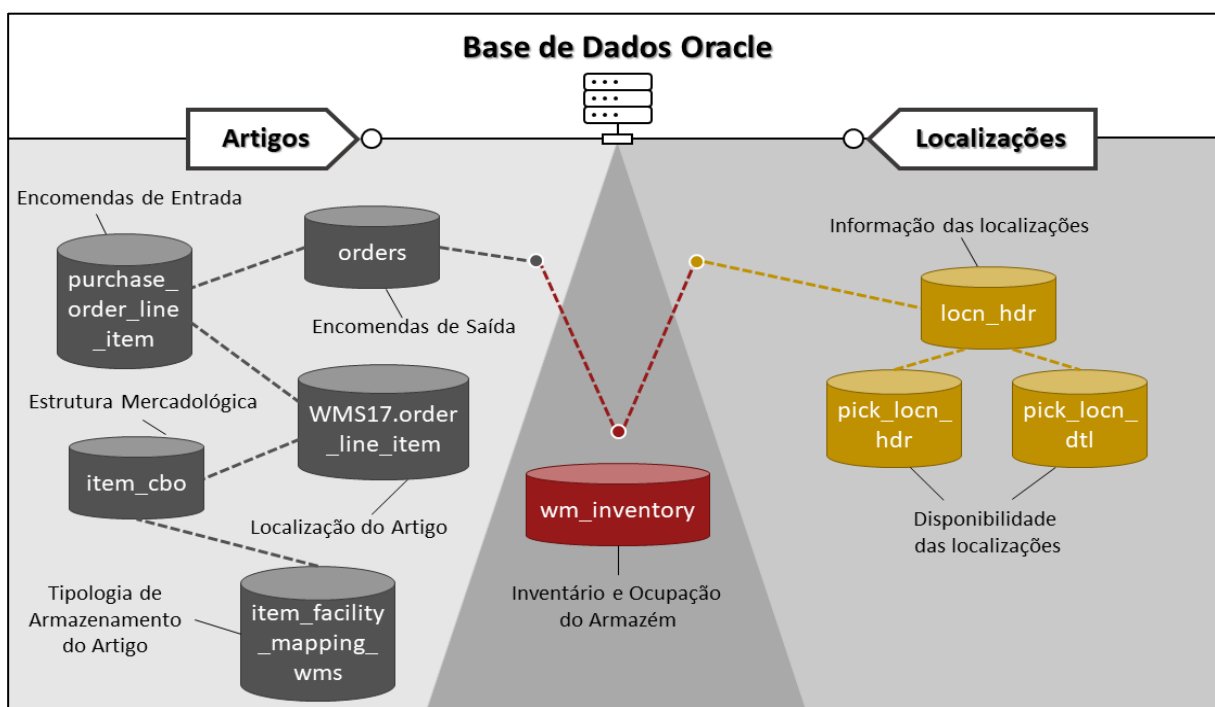 Base de Dados Oracle
Artigos
Localizações
Encomendas de Entrada
purchase_
order_line
_item
orders
Encomendas de Saída
Estrutura Mercadológica
item_cbo
WMS17.order
_line_item
Localização do Artigo
Tipologia de
Armazenamento
do Artigo
item_facility
_mapping_
wms
wm_inventory
Inventário e Ocupação
do Armazém
Informação das localizações
locn_hdr
pick_locn_
hdr
pick_locn_
dtl
Disponibilidade
das localizações